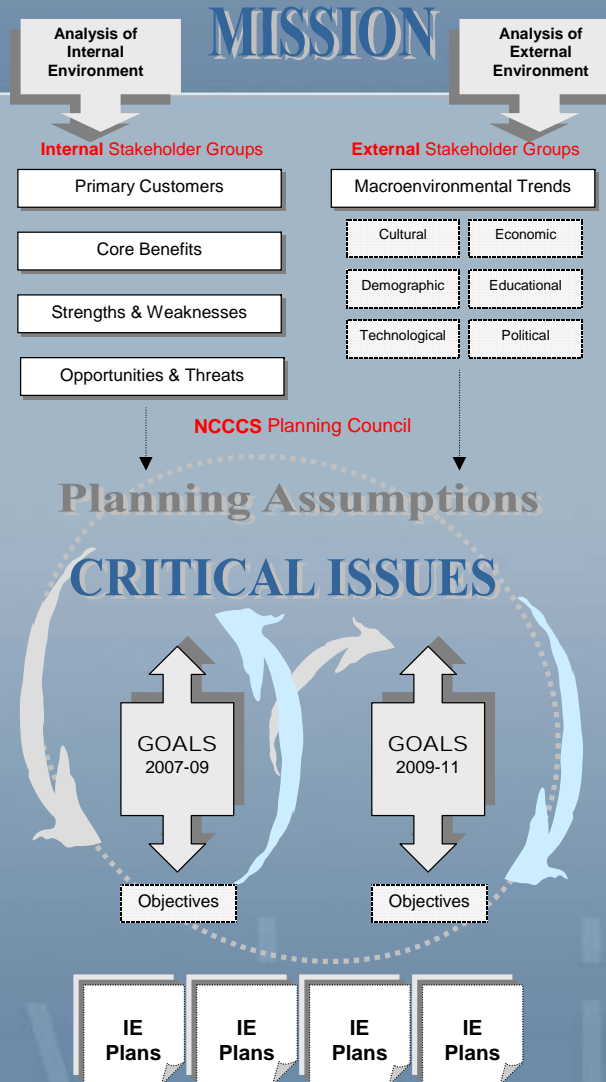 MISSION
Analysis of
Internal
Environment
Analysis of
External
Environment
Internal Stakeholder Groups
Primary Customers
Core Benefits
Strengths & Weaknesses
Opportunities & Threats
External Stakeholder Groups
Macroenvironmental Trends
Cultural
Economic
Demographic
Educational
Technological
Political
NCCCS Planning Council
Planning Assumptions
CRITICAL ISSUES
GOALS
2007-09
GOALS
2009-11
Objectives
Objectives
IE
Plans
IE
Plans
IE
Plans
IE
Plans